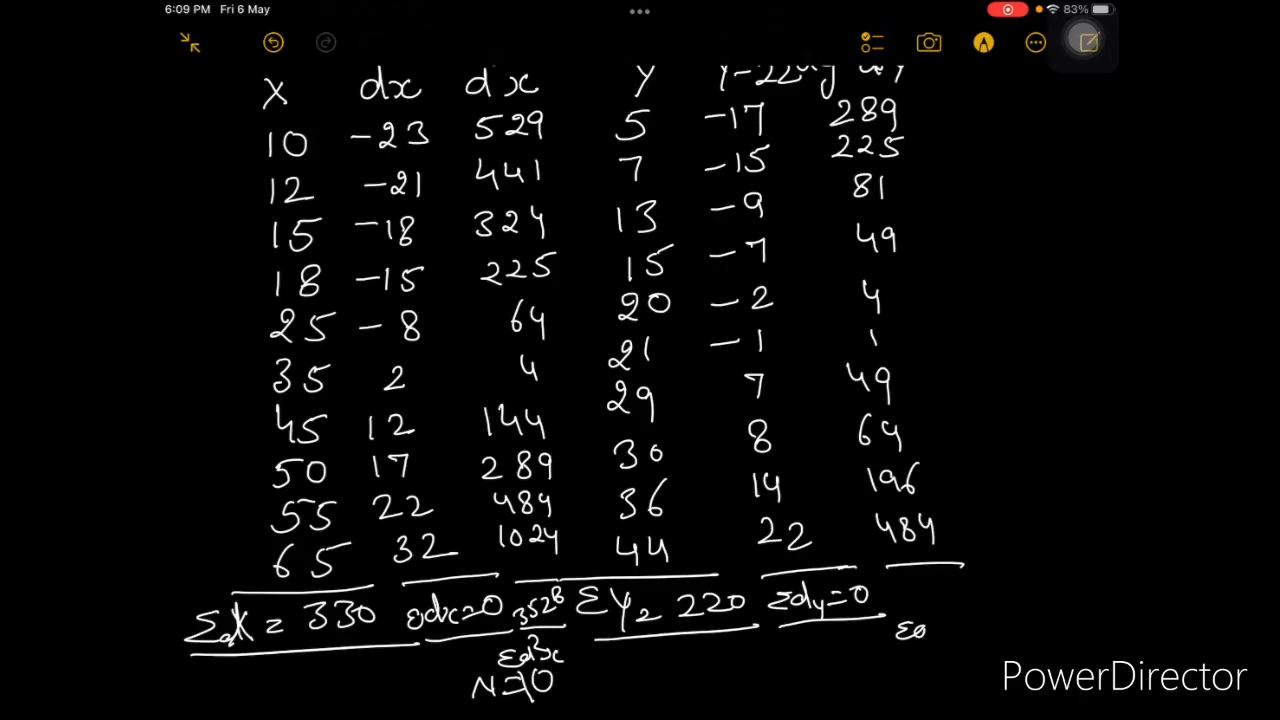 6:09 PM Fri 6 May 83%
X dx d²x Y Y-22dy
10 -23 529 5 -17 289
12 -21 441 7 -15 225
15 -18 324 13 -9 81
18 -15 225 15 -7 49
25 -8 64 20 -2 4
35 2 4 21 -1 1
45 12 144 29 7 49
50 17 289 30 8 64
55 22 484 36 14 196
65 32 1024 44 22 484
= 330 Σdx=0 3528 ΣY = 220 Σdy=0
Σd²x
N=10
PowerDirector